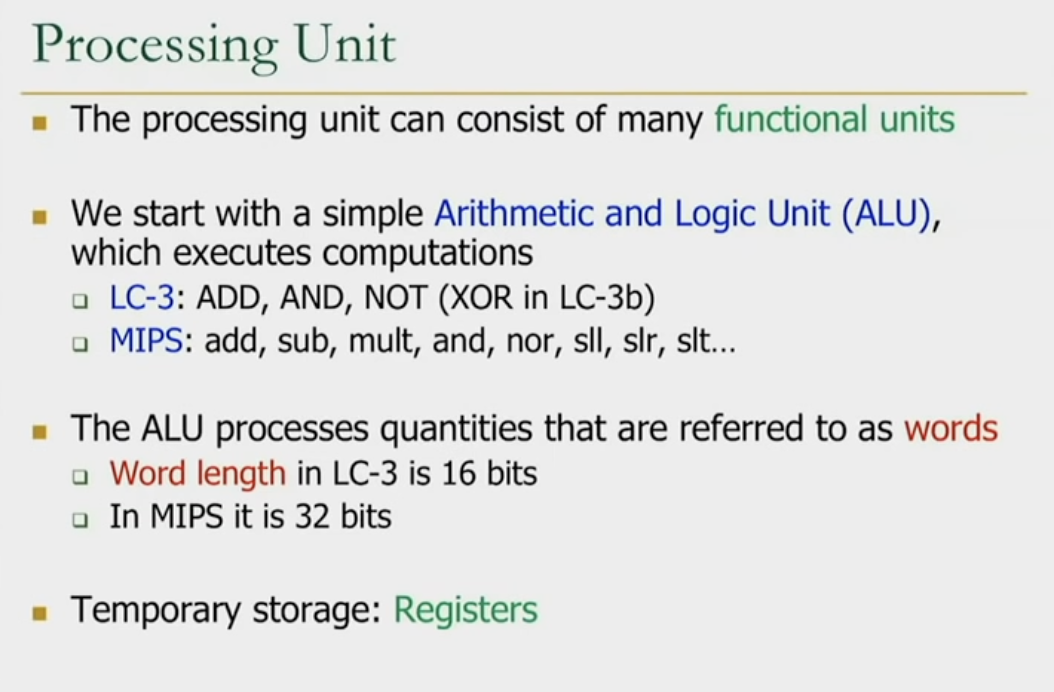 Processing Unit
The processing unit can consist of many functional units
We start with a simple Arithmetic and Logic Unit (ALU),
which executes computations
LC-3: ADD, AND, NOT (XOR in LC-3b)
MIPS: add, sub, mult, and, nor, sll, slr, slt...
The ALU processes quantities that are referred to as words
Word length in LC-3 is 16 bits
In MIPS it is 32 bits
Temporary storage: Registers